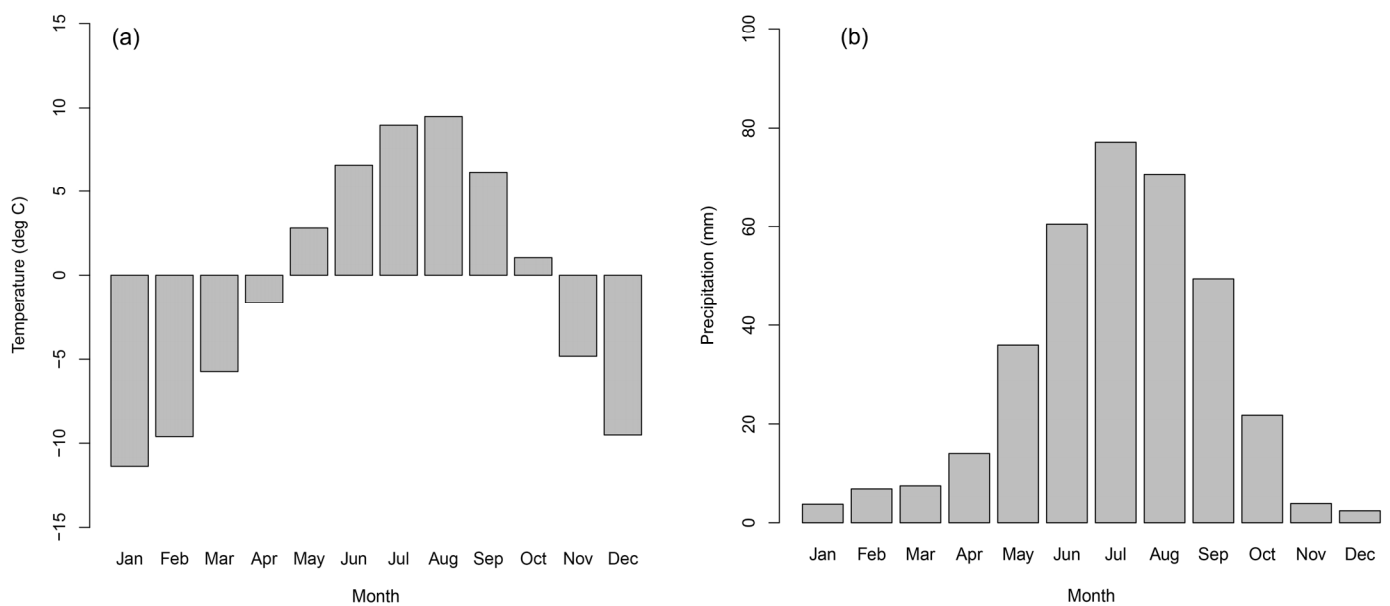 (a)
Temperature (deg C)
15
10
5
0
−5
−10
−15
Jan Feb Mar Apr May Jun Jul Aug Sep Oct Nov Dec
Month
(b)
Precipitation (mm)
100
80
60
40
20
0
Jan Feb Mar Apr May Jun Jul Aug Sep Oct Nov Dec
Month